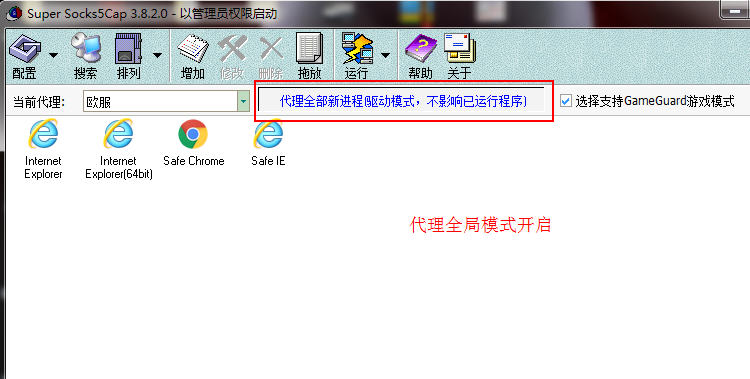 Super Socks5Cap 3.8.2.0 - 以管理员权限启动
配置 搜索 排列 增加 修改 删除 拖放 运行 帮助 关于
当前代理: 欧服 代理全部新进程(驱动模式，不影响已运行程序) 选择支持GameGuard游戏模式
Internet Explorer
Internet Explorer(64bit)
Safe Chrome
Safe IE
代理全局模式开启